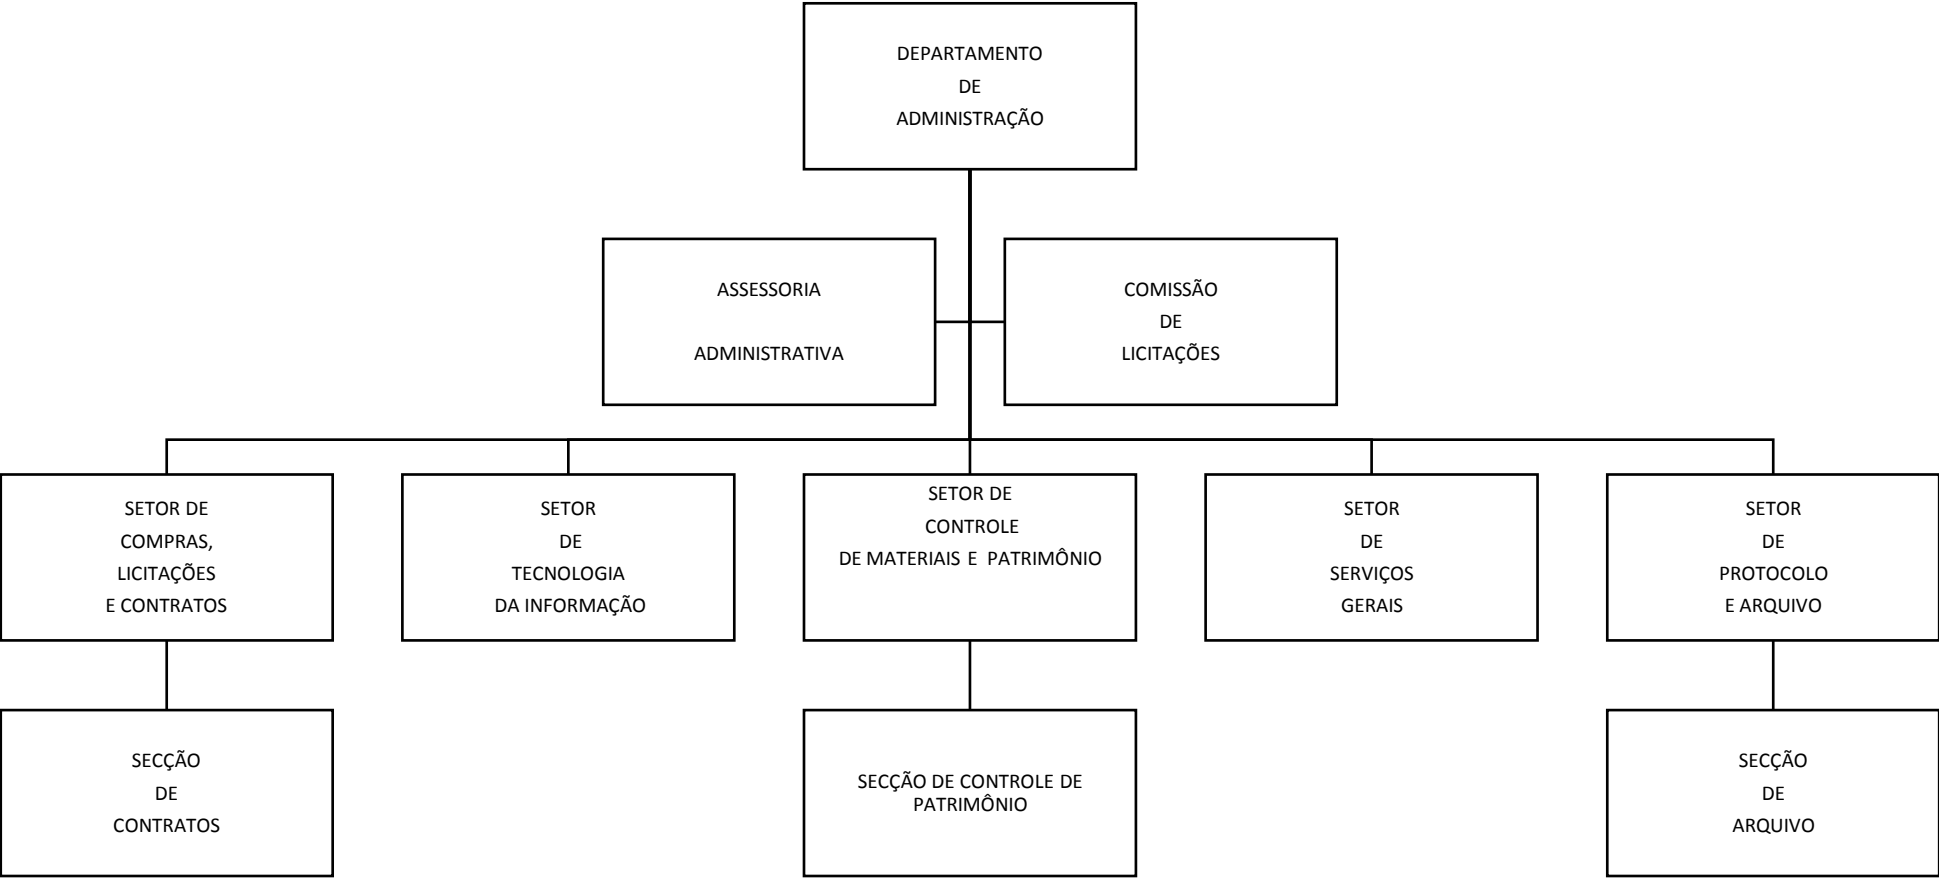 DEPARTAMENTO
DE
ADMINISTRAÇÃO
ASSESSORIA
ADMINISTRATIVA
COMISSÃO
DE
LICITAÇÕES
SETOR DE
COMPRAS,
LICITAÇÕES
E CONTRATOS
SETOR
DE
TECNOLOGIA
DA INFORMAÇÃO
SETOR DE
CONTROLE
DE MATERIAIS E PATRIMÔNIO
SETOR
DE
SERVIÇOS
GERAIS
SETOR
DE
PROTOCOLO
E ARQUIVO
SECÇÃO
DE
CONTRATOS
SECÇÃO DE CONTROLE DE
PATRIMÔNIO
SECÇÃO
DE
ARQUIVO